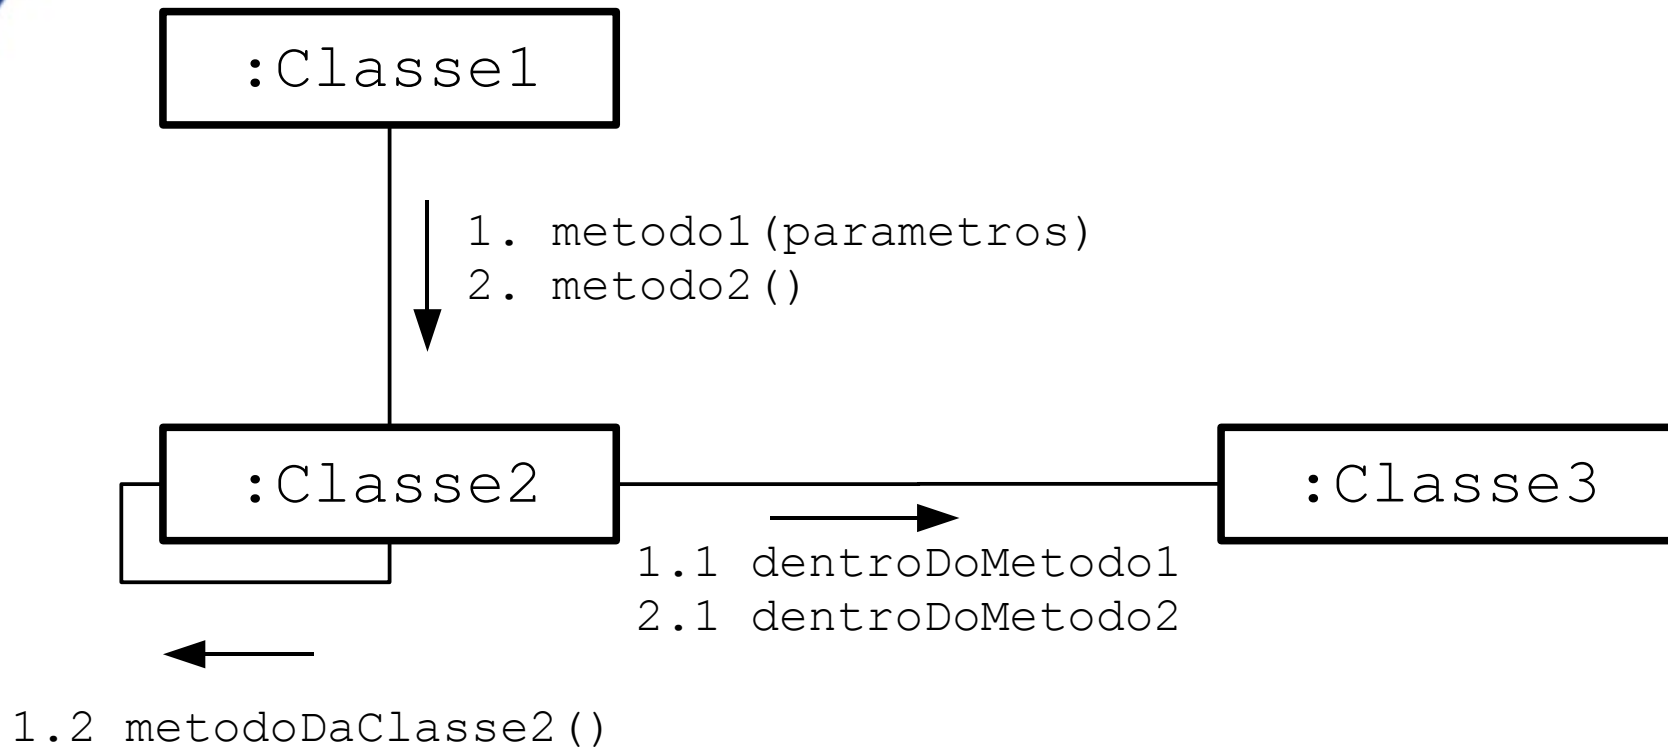 :Classe1
1. metodo1(parametros)
2. metodo2()
:Classe2
:Classe3
1.1 dentroDoMetodo1
2.1 dentroDoMetodo2
1.2 metodoDaClasse2()